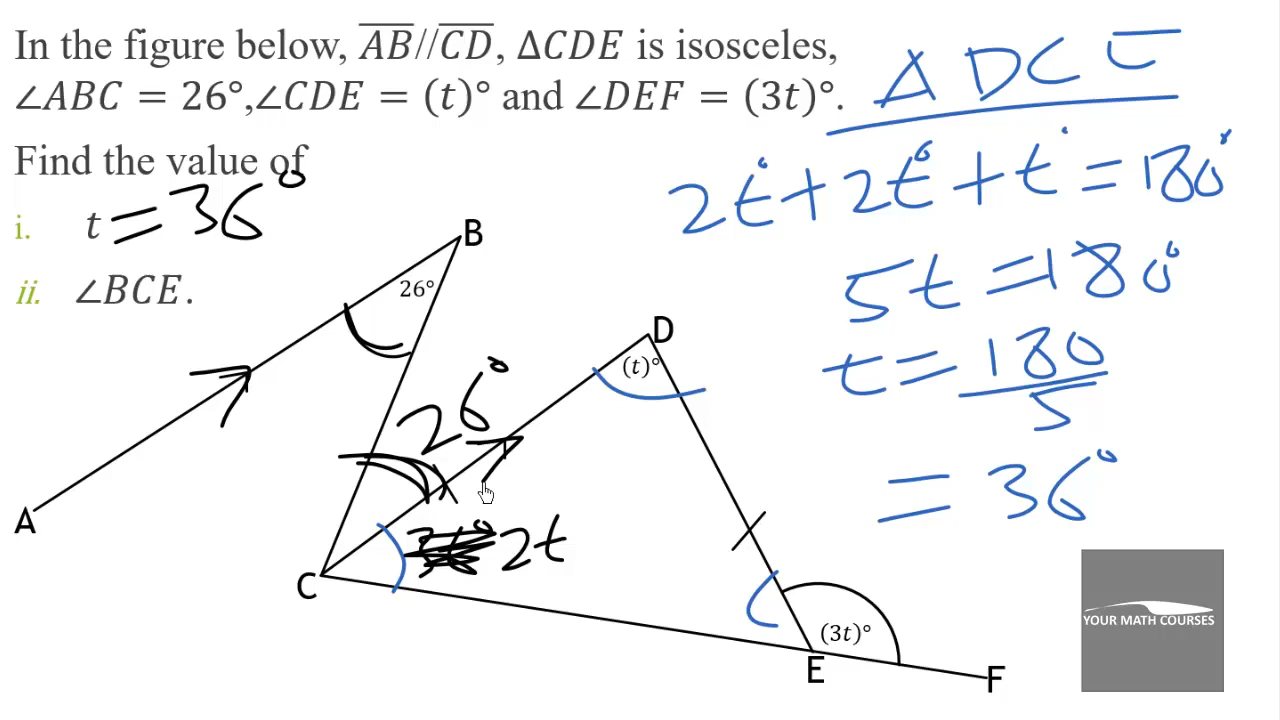 In the figure below, AB//CD, ΔCDE is isosceles,
∠ABC = 26°,∠CDE = (t)° and ∠DEF = (3t)°.
Find the value of
i. t = 36°
ii. ∠BCE.
Δ DCE
2t° + 2t° + t° = 180°
5t = 180°
t = 180/5
= 36°
B
26°
D
(t)°
26°
A
2t
C
(3t)°
E
F
YOUR MATH COURSES